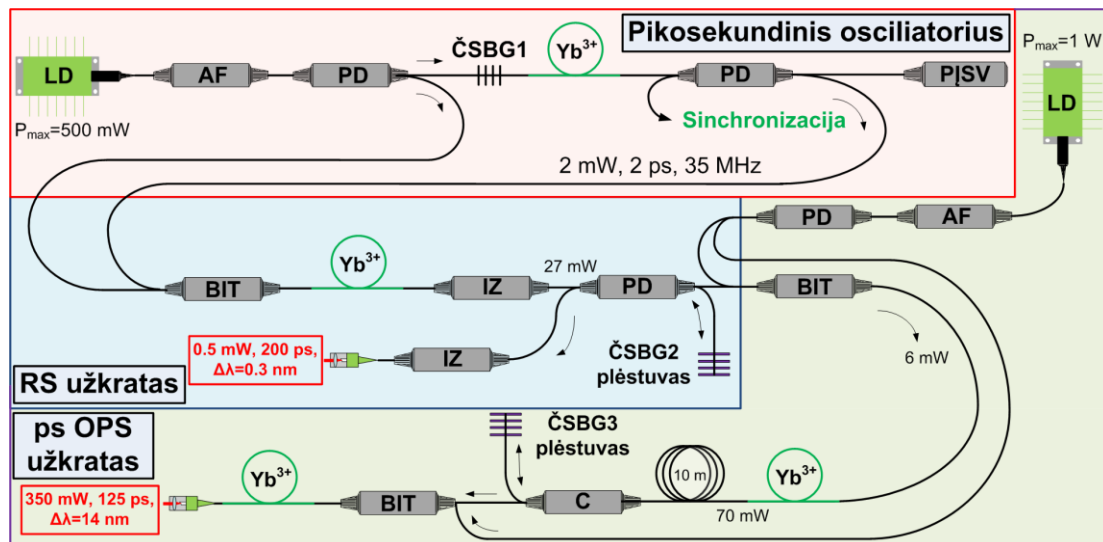 Pikosekundinis osciliatorius
LD
AF
PD
ČSBG1
Yb³⁺
PD
PĮSV
Pmax=500 mW
Sinchronizacija
2 mW, 2 ps, 35 MHz
Pmax=1 W
LD
PD
AF
BIT
Yb³⁺
IZ
27 mW
PD
BIT
6 mW
0.5 mW, 200 ps,
Δλ=0.3 nm
IZ
ČSBG2
plėstuvas
RS užkratas
ps OPS
užkratas
ČSBG3
plėstuvas
350 mW, 125 ps,
Δλ=14 nm
Yb³⁺
BIT
C
10 m
70 mW
Yb³⁺